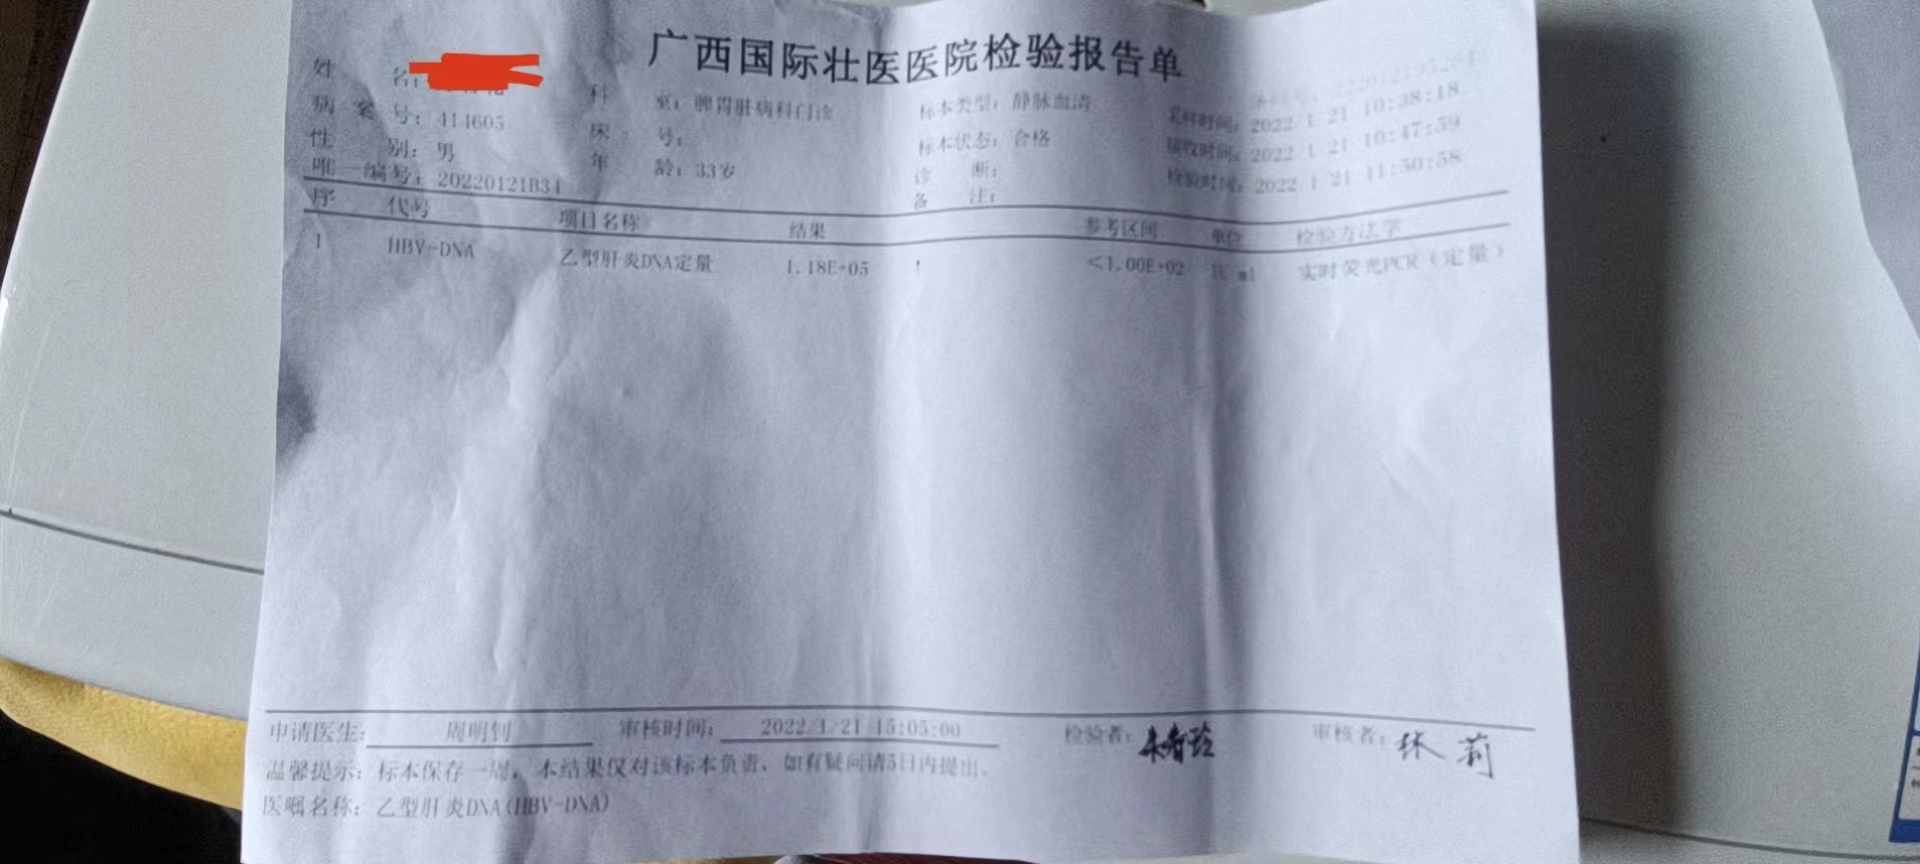 广西国际壮医医院检验报告单
姓 名: 科 室: 脾胃肝病科门诊 标本类型: 静脉血清 采样时间: 2022/1/21 10:38:18
病 案 号: 414605 床 号: 标本状态: 合格 接收时间: 2022/1/21 10:47:59
性 别: 男 年 龄: 33岁 诊 断: 检验时间: 2022/1/21 11:50:58
唯一编号: 20220121B34 备 注:
序 代号 项目名称 结果 参考区间 单位 检验方法学
1 HBV-DNA 乙型肝炎DNA定量 1.18E+05 ↑ <1.00E+02 IU/ml 实时荧光PCR(定量)
申请医生: 周明钊 审核时间: 2022/1/21 15:05:00 检验者: 审核者: 张莉
温馨提示: 标本保存一周, 本结果仅对该标本负责, 如有疑问请5日内提出.
医嘱名称: 乙型肝炎DNA(HBV-DNA)